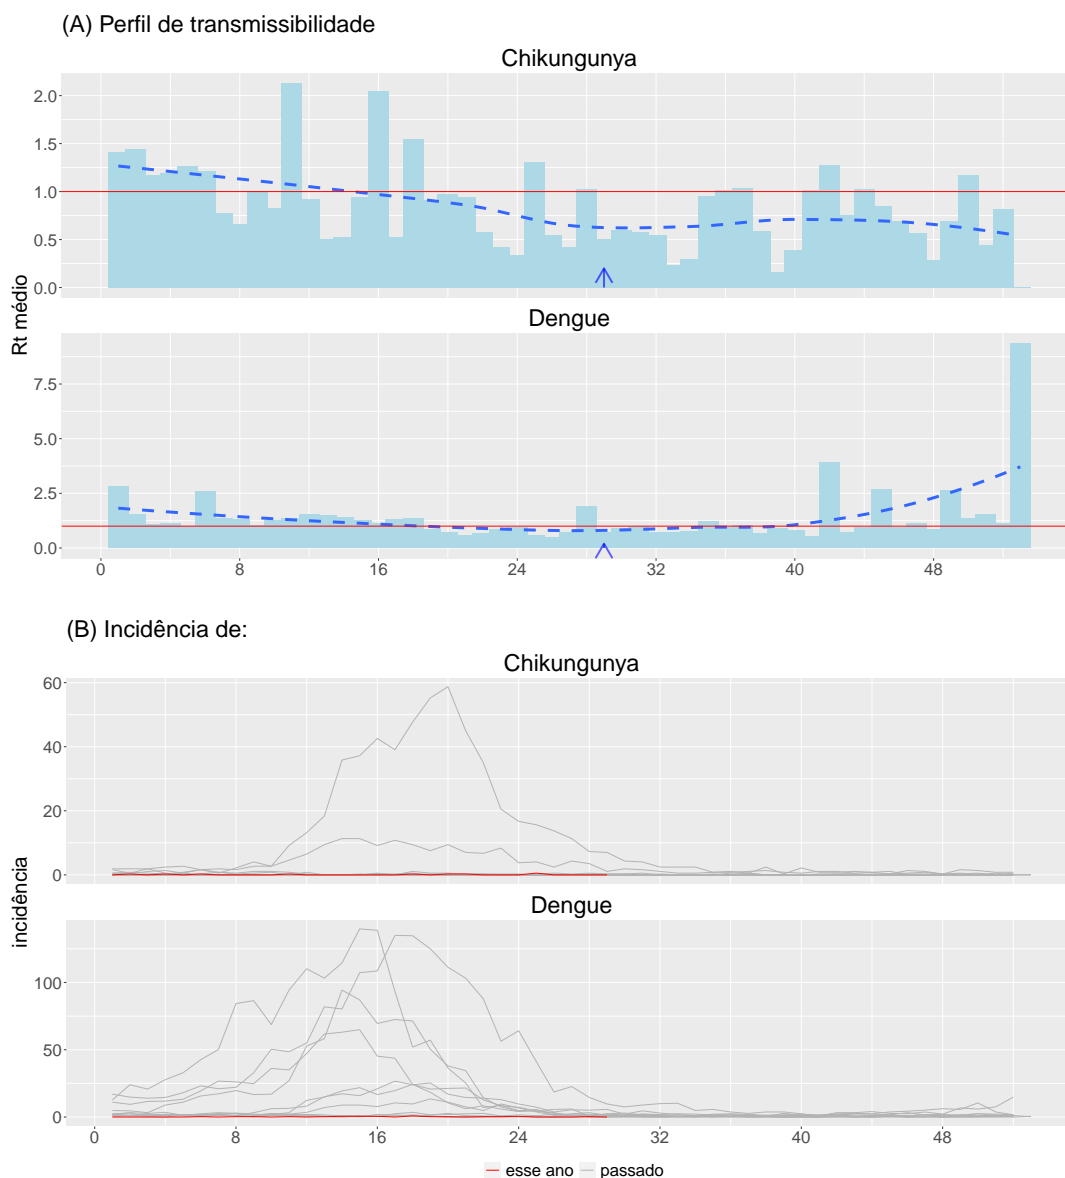 (A) Perfil de transmissibilidade
Chikungunya
2.0
1.5
1.0
0.5
0.0
Rt médio
Dengue
7.5
5.0
2.5
0.0
0 8 16 24 32 40 48
(B) Incidência de:
Chikungunya
60
40
20
0
incidência
Dengue
100
50
0
0 8 16 24 32 40 48
esse ano passado